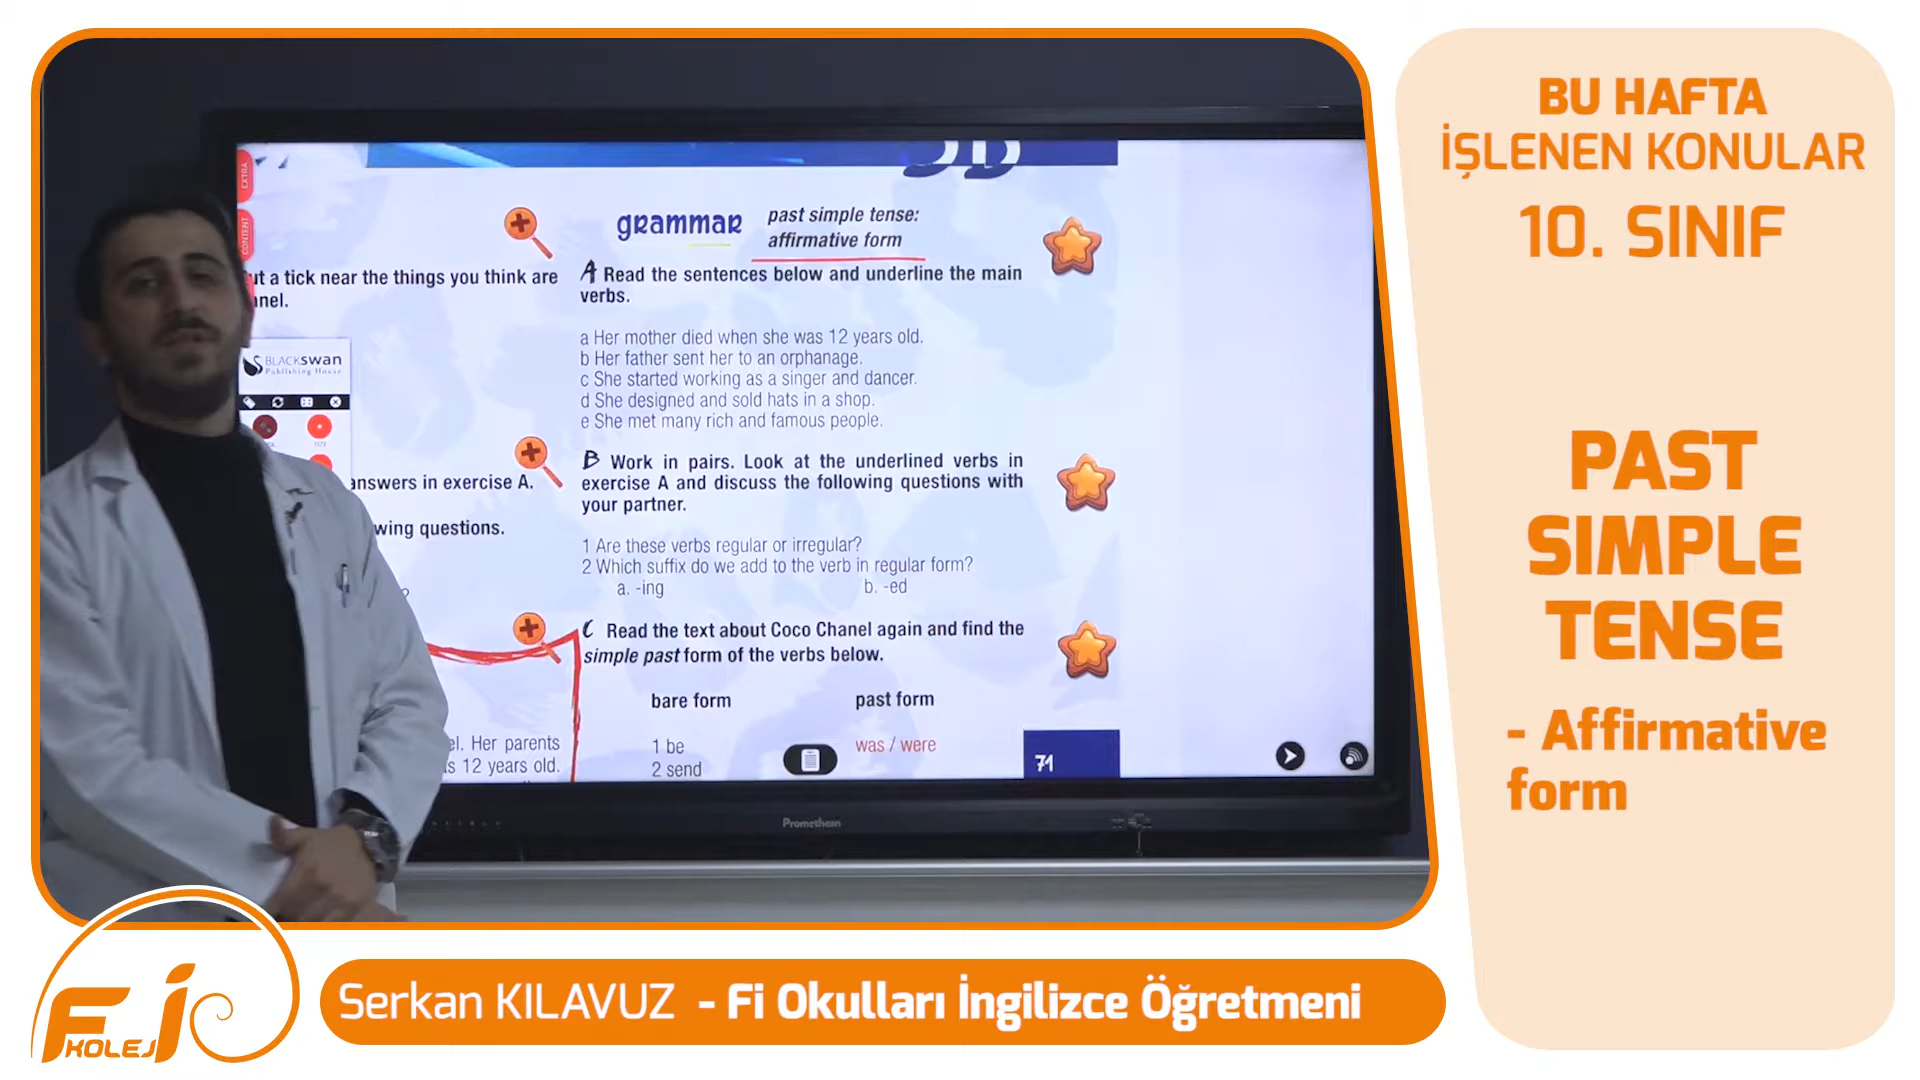 BU HAFTA
İŞLENEN KONULAR
10. SINIF
PAST
SIMPLE
TENSE
- Affirmative
form
EXTRA
CONTENT
ut a tick near the things you think are
nel.
BLACKSWAN
Publishing House
answers in exercise A.
wing questions.
?
el. Her parents
s 12 years old.
grammar
past simple tense:
affirmative form
A Read the sentences below and underline the main
verbs.
a Her mother died when she was 12 years old.
b Her father sent her to an orphanage.
c She started working as a singer and dancer.
d She designed and sold hats in a shop.
e She met many rich and famous people.
B Work in pairs. Look at the underlined verbs in
exercise A and discuss the following questions with
your partner.
1 Are these verbs regular or irregular?
2 Which suffix do we add to the verb in regular form?
a. -ing b. -ed
C Read the text about Coco Chanel again and find the
simple past form of the verbs below.
bare form past form
1 be was / were
2 send
71
Promethean
Fi KOLEJ
Serkan KILAVUZ - Fi Okulları İngilizce Öğretmeni